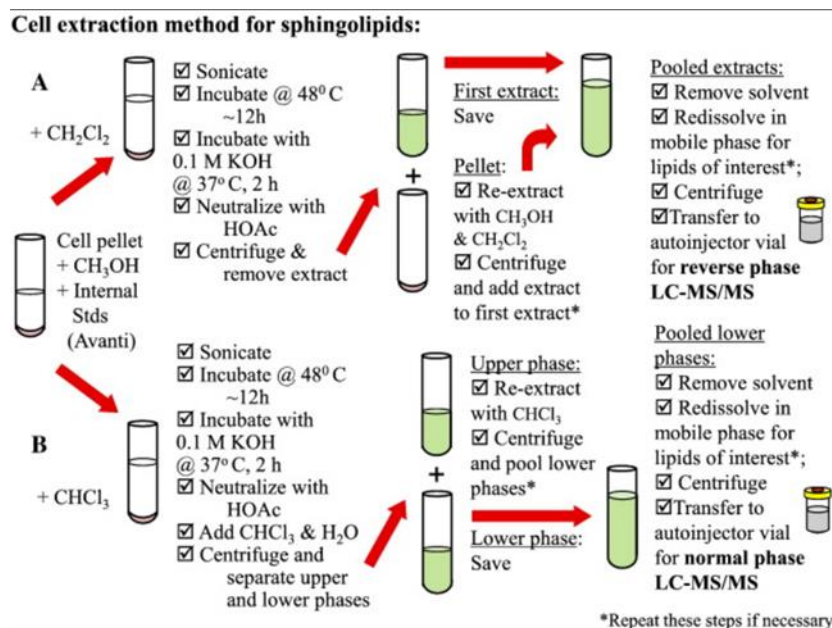 Cell extraction method for sphingolipids:
A
+ CH₂Cl₂
☑ Sonicate
☑ Incubate @ 48⁰ C
~12h
☑ Incubate with
0.1 M KOH
@ 37° C, 2 h
☑ Neutralize with
HOAc
☑ Centrifuge &
remove extract
First extract:
Save
+
Pellet:
☑ Re-extract
with CH₃OH
& CH₂Cl₂
☑ Centrifuge
and add extract
to first extract*
Pooled extracts:
☑ Remove solvent
☑ Redissolve in
mobile phase for
lipids of interest*;
☑ Centrifuge
☑Transfer to
autoinjector vial
for reverse phase
LC-MS/MS
Cell pellet
+ CH₃OH
+ Internal
Stds
(Avanti)
B
+ CHCl₃
☑ Sonicate
☑ Incubate @ 48⁰ C
~12h
☑ Incubate with
0.1 M KOH
@ 37° C, 2 h
☑ Neutralize with
HOAc
☑ Add CHCl₃ & H₂O
☑ Centrifuge and
separate upper
and lower phases
Upper phase:
☑ Re-extract
with CHCl₃
☑ Centrifuge
and pool lower
phases*
+
Lower phase:
Save
Pooled lower
phases:
☑ Remove solvent
☑ Redissolve in
mobile phase for
lipids of interest*;
☑ Centrifuge
☑Transfer to
autoinjector vial
for normal phase
LC-MS/MS
*Repeat these steps if necessary